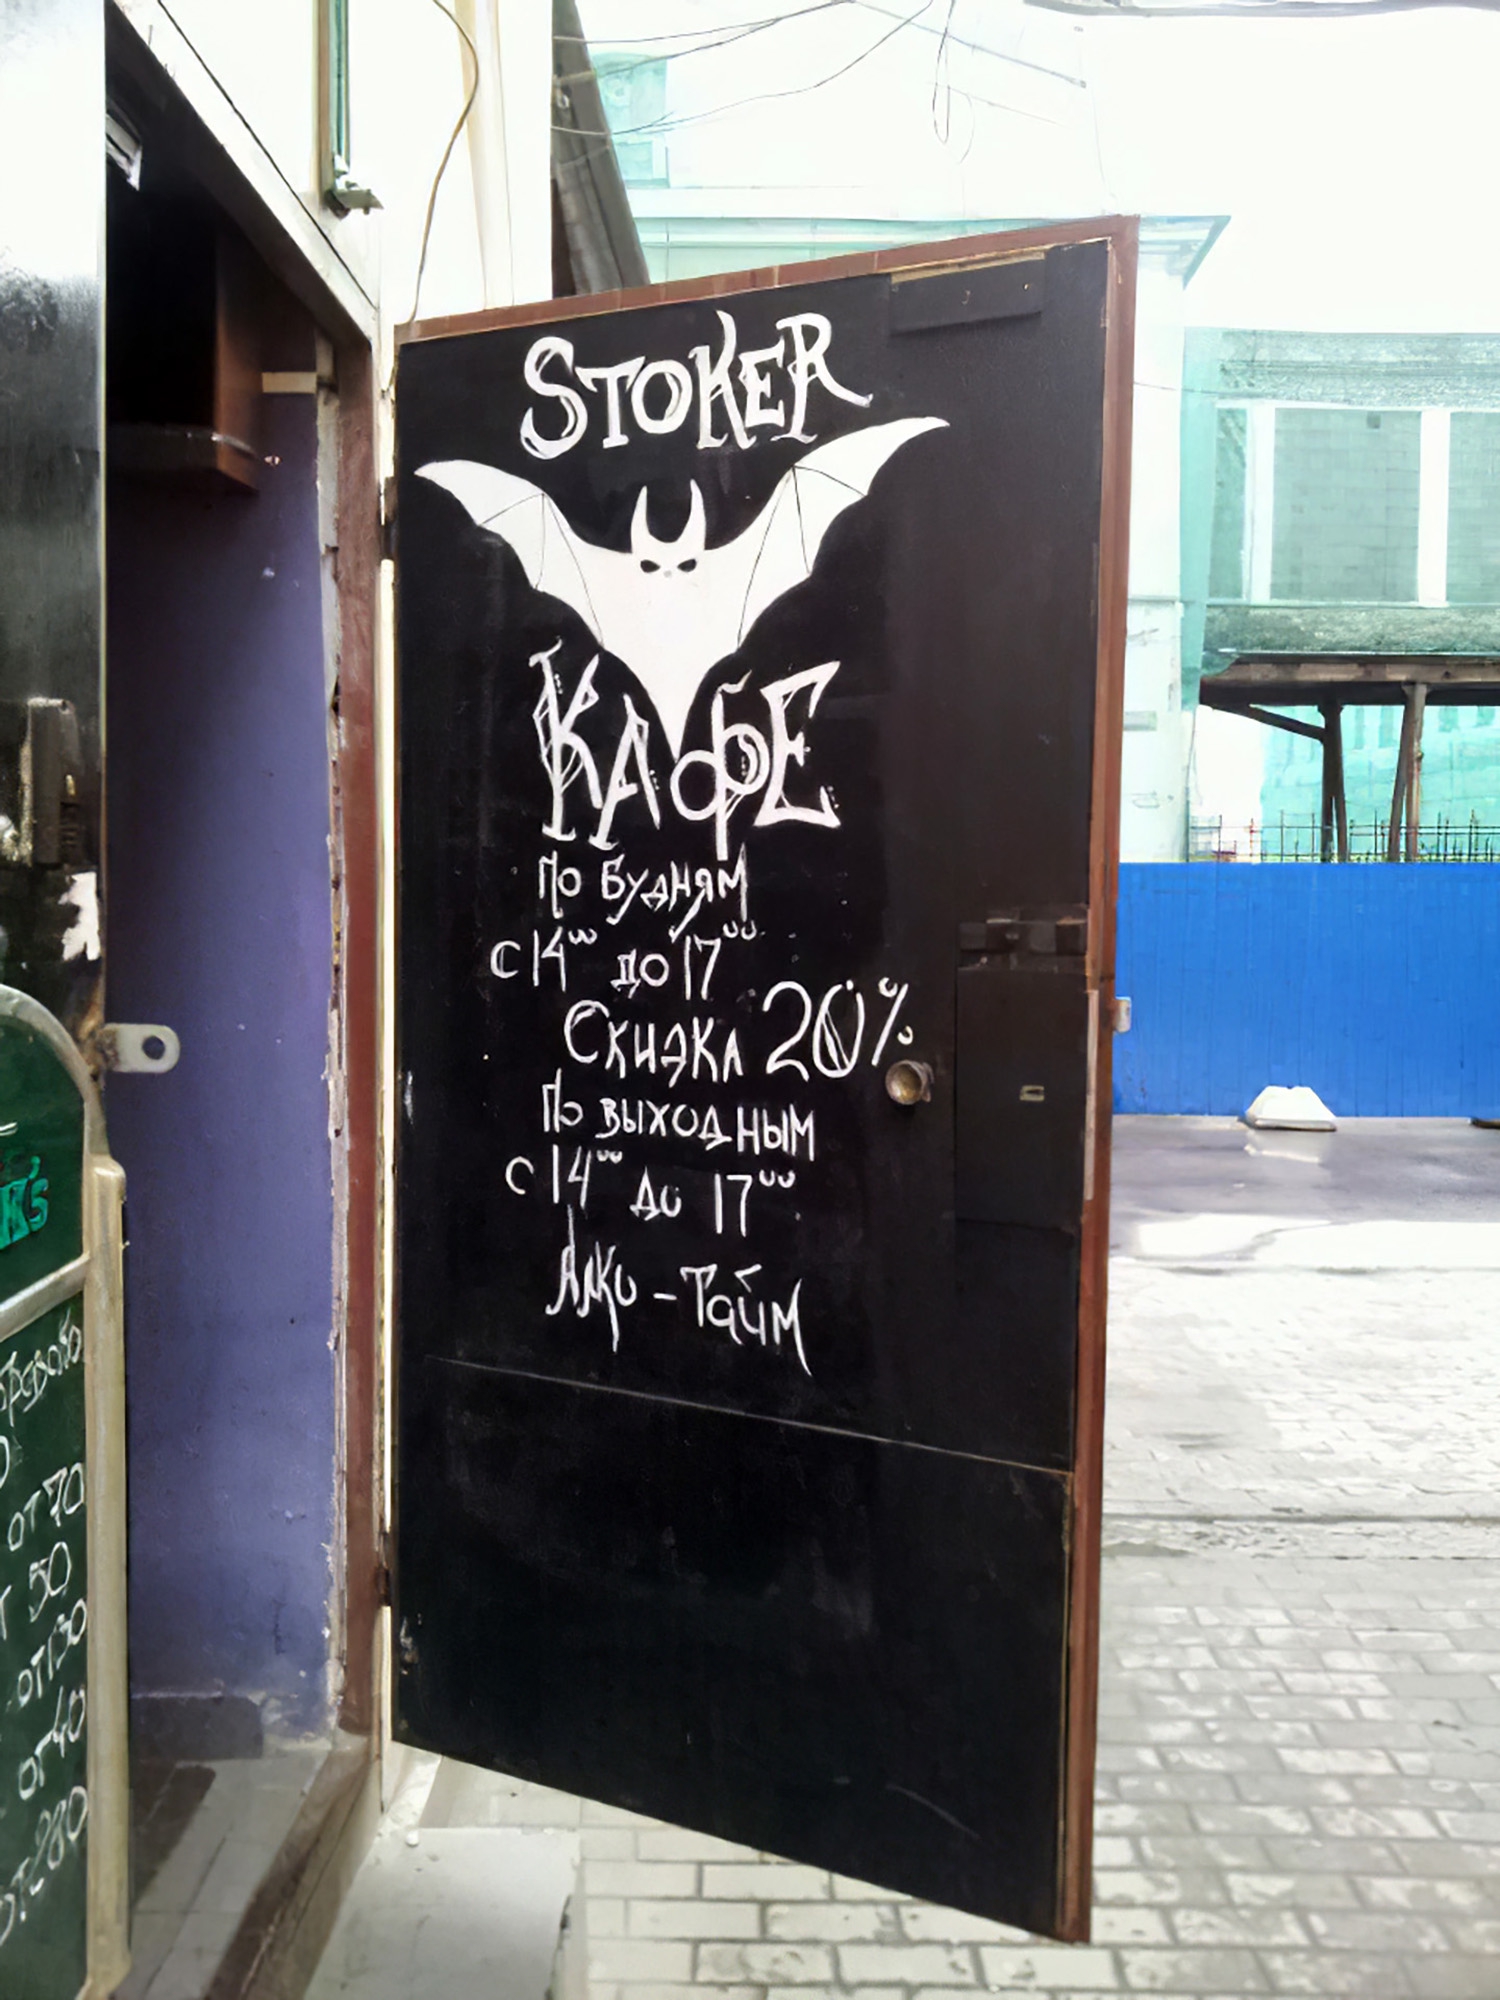 STOKER
КАФЕ
По Будням
с 14⁰⁰ до 17⁰⁰
Скидка 20%
По выходным
с 14⁰⁰ до 17⁰⁰
Алко-Тайм
от 70
50
от 130
от 40
от 280